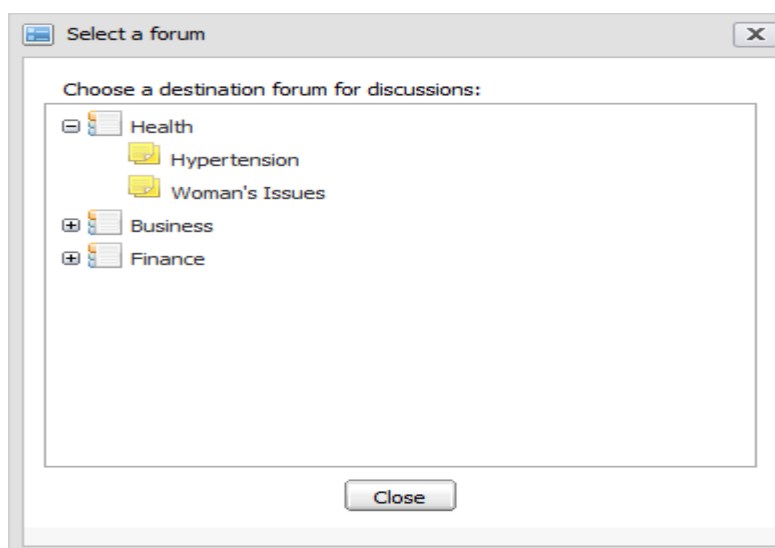 Select a forum
Choose a destination forum for discussions:
Health
Hypertension
Woman's Issues
Business
Finance
Close